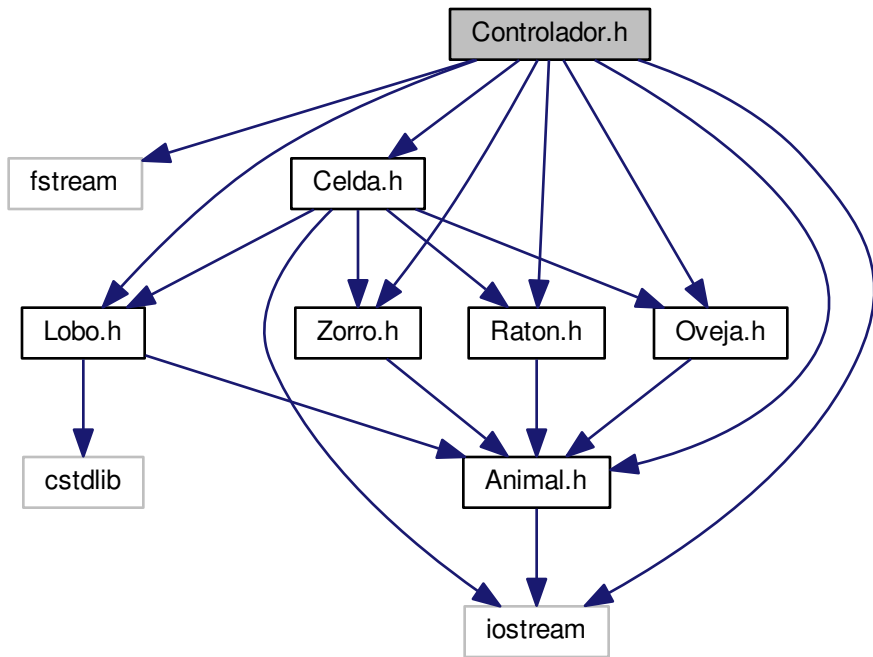 Controlador.h
fstream
Celda.h
Lobo.h
Zorro.h
Raton.h
Oveja.h
cstdlib
Animal.h
iostream